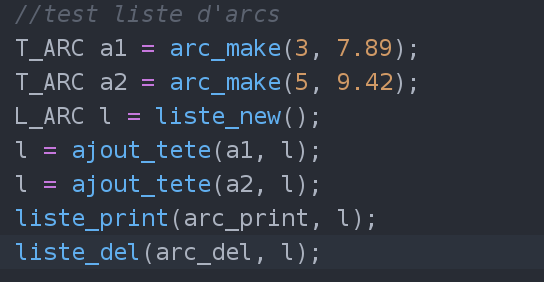 //test liste d'arcs
T_ARC a1 = arc_make(3, 7.89);
T_ARC a2 = arc_make(5, 9.42);
L_ARC l = liste_new();
l = ajout_tete(a1, l);
l = ajout_tete(a2, l);
liste_print(arc_print, l);
liste_del(arc_del, l);